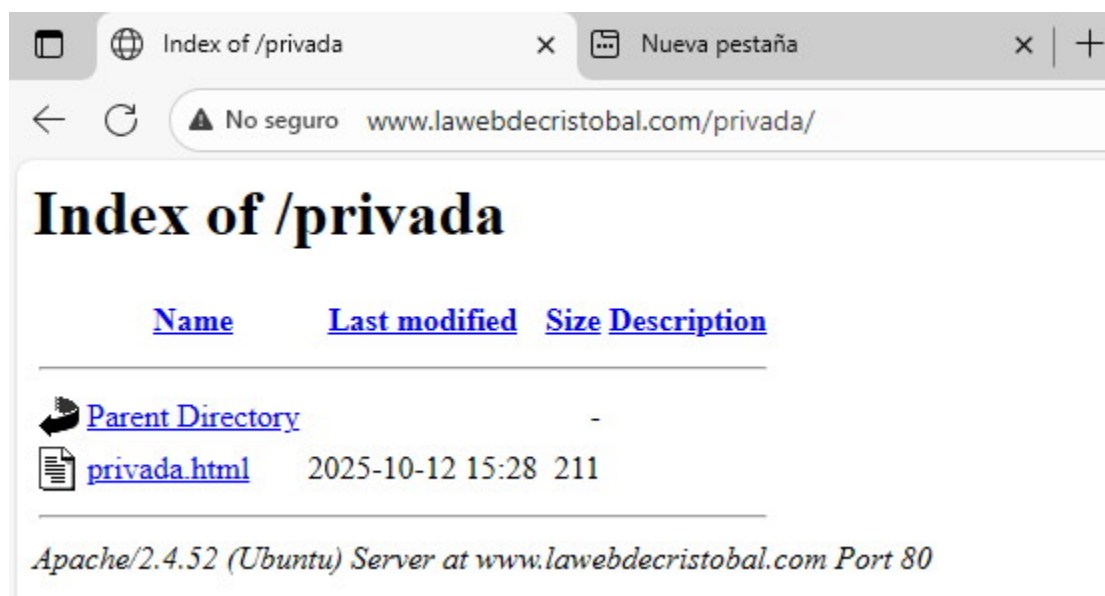 Index of /privada
Nueva pestaña
No seguro www.lawebdecristobal.com/privada/
Index of /privada
Name Last modified Size Description
Parent Directory -
privada.html 2025-10-12 15:28 211
Apache/2.4.52 (Ubuntu) Server at www.lawebdecristobal.com Port 80